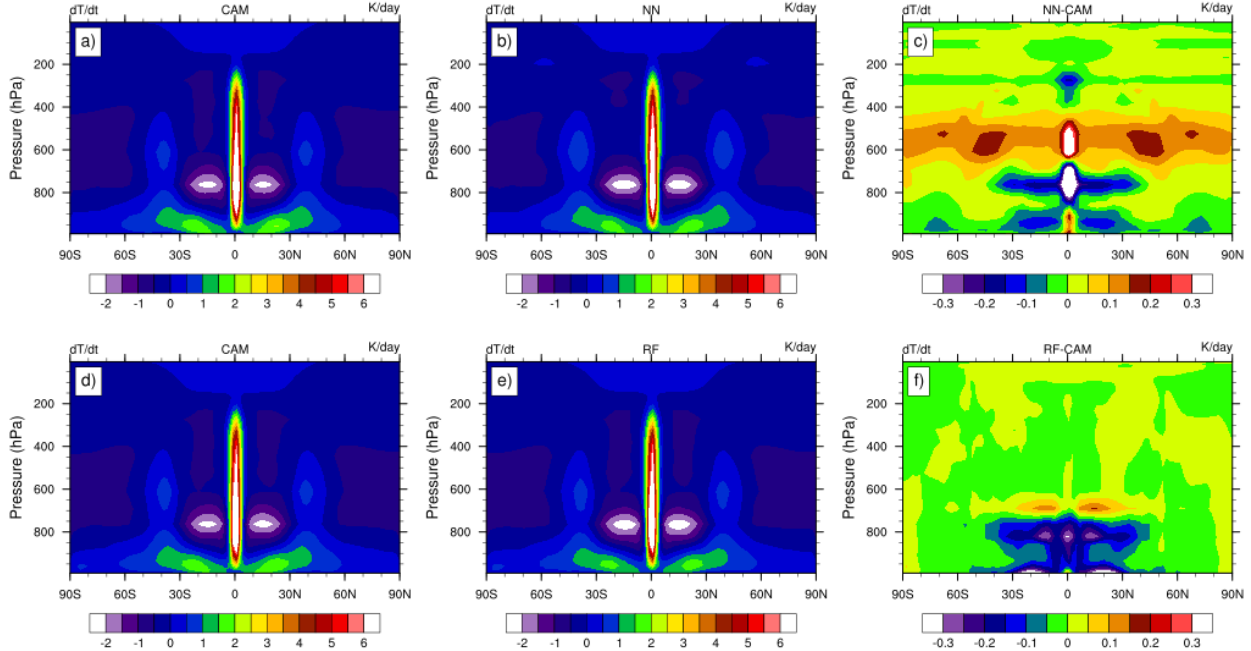 dT/dt CAM K/day
a)
Pressure (hPa)
200
400
600
800
90S 60S 30S 0 30N 60N 90N
-2 -1 0 1 2 3 4 5 6
dT/dt NN K/day
b)
200
400
600
800
90S 60S 30S 0 30N 60N 90N
-2 -1 0 1 2 3 4 5 6
dT/dt NN-CAM K/day
c)
Pressure (hPa)
200
400
600
800
90S 60S 30S 0 30N 60N 90N
-0.3 -0.2 -0.1 0 0.1 0.2 0.3
dT/dt CAM K/day
d)
Pressure (hPa)
200
400
600
800
90S 60S 30S 0 30N 60N 90N
-2 -1 0 1 2 3 4 5 6
dT/dt RF K/day
e)
200
400
600
800
90S 60S 30S 0 30N 60N 90N
-2 -1 0 1 2 3 4 5 6
dT/dt RF-CAM K/day
f)
Pressure (hPa)
200
400
600
800
90S 60S 30S 0 30N 60N 90N
-0.3 -0.2 -0.1 0 0.1 0.2 0.3